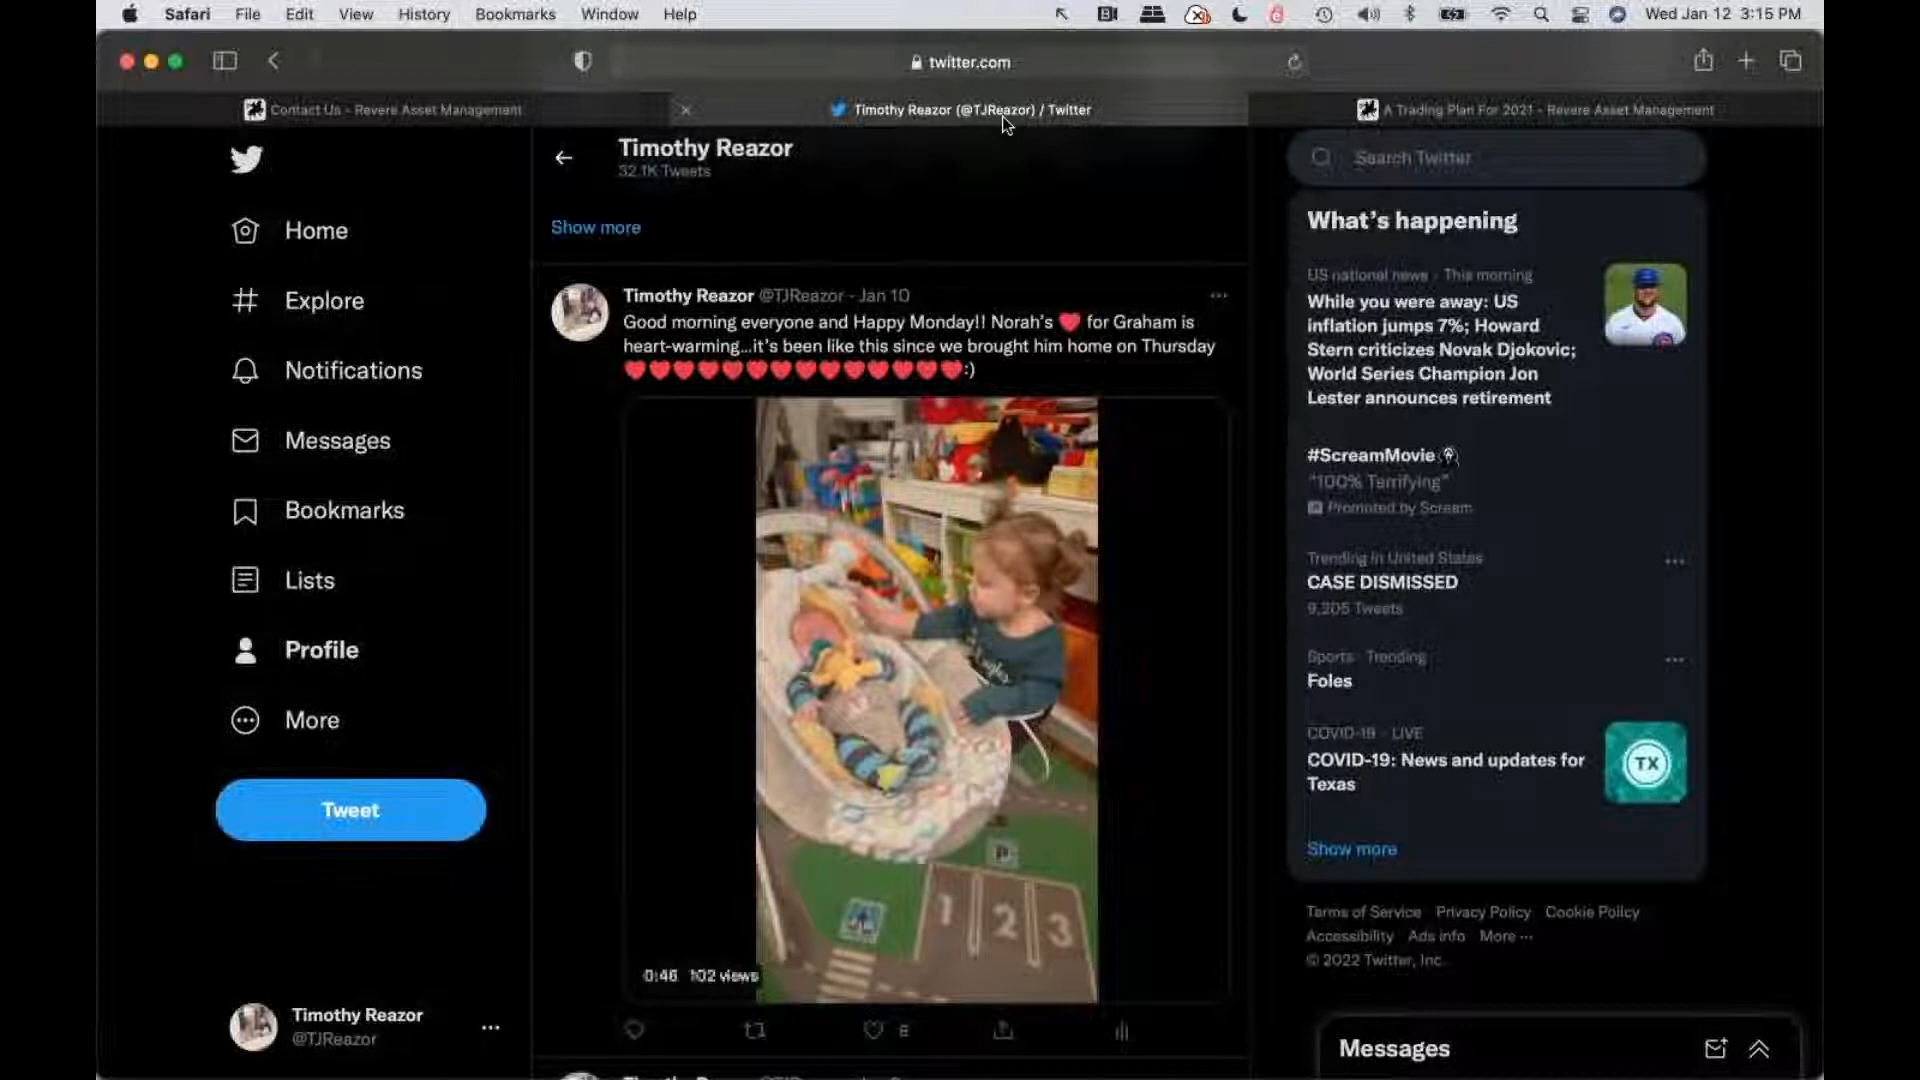 Safari File Edit View History Bookmarks Window Help Wed Jan 12 3:15 PM
twitter.com
Contact Us - Revere Asset Management
Timothy Reazor (@TJReazor) / Twitter
A Trading Plan For 2021 - Revere Asset Management
Home
Explore
Notifications
Messages
Bookmarks
Lists
Profile
More
Tweet
Timothy Reazor
@TJReazor
Timothy Reazor
32.1K Tweets
Show more
Timothy Reazor @TJReazor · Jan 10
Good morning everyone and Happy Monday!! Norah's ❤️ for Graham is
heart-warming...it's been like this since we brought him home on Thursday
❤️❤️❤️❤️❤️❤️❤️❤️❤️❤️❤️❤️❤️❤️:)
1 2 3
P
0:46 102 views
8
Search Twitter
What's happening
US national news · This morning
While you were away: US
inflation jumps 7%; Howard
Stern criticizes Novak Djokovic;
World Series Champion Jon
Lester announces retirement
#ScreamMovie
"100% Terrifying"
Promoted by Scream
Trending in United States
CASE DISMISSED
9,205 Tweets
Sports · Trending
Foles
COVID-19 · LIVE
COVID-19: News and updates for
Texas
TX
Show more
Terms of Service Privacy Policy Cookie Policy
Accessibility Ads info More ···
© 2022 Twitter, Inc.
Messages